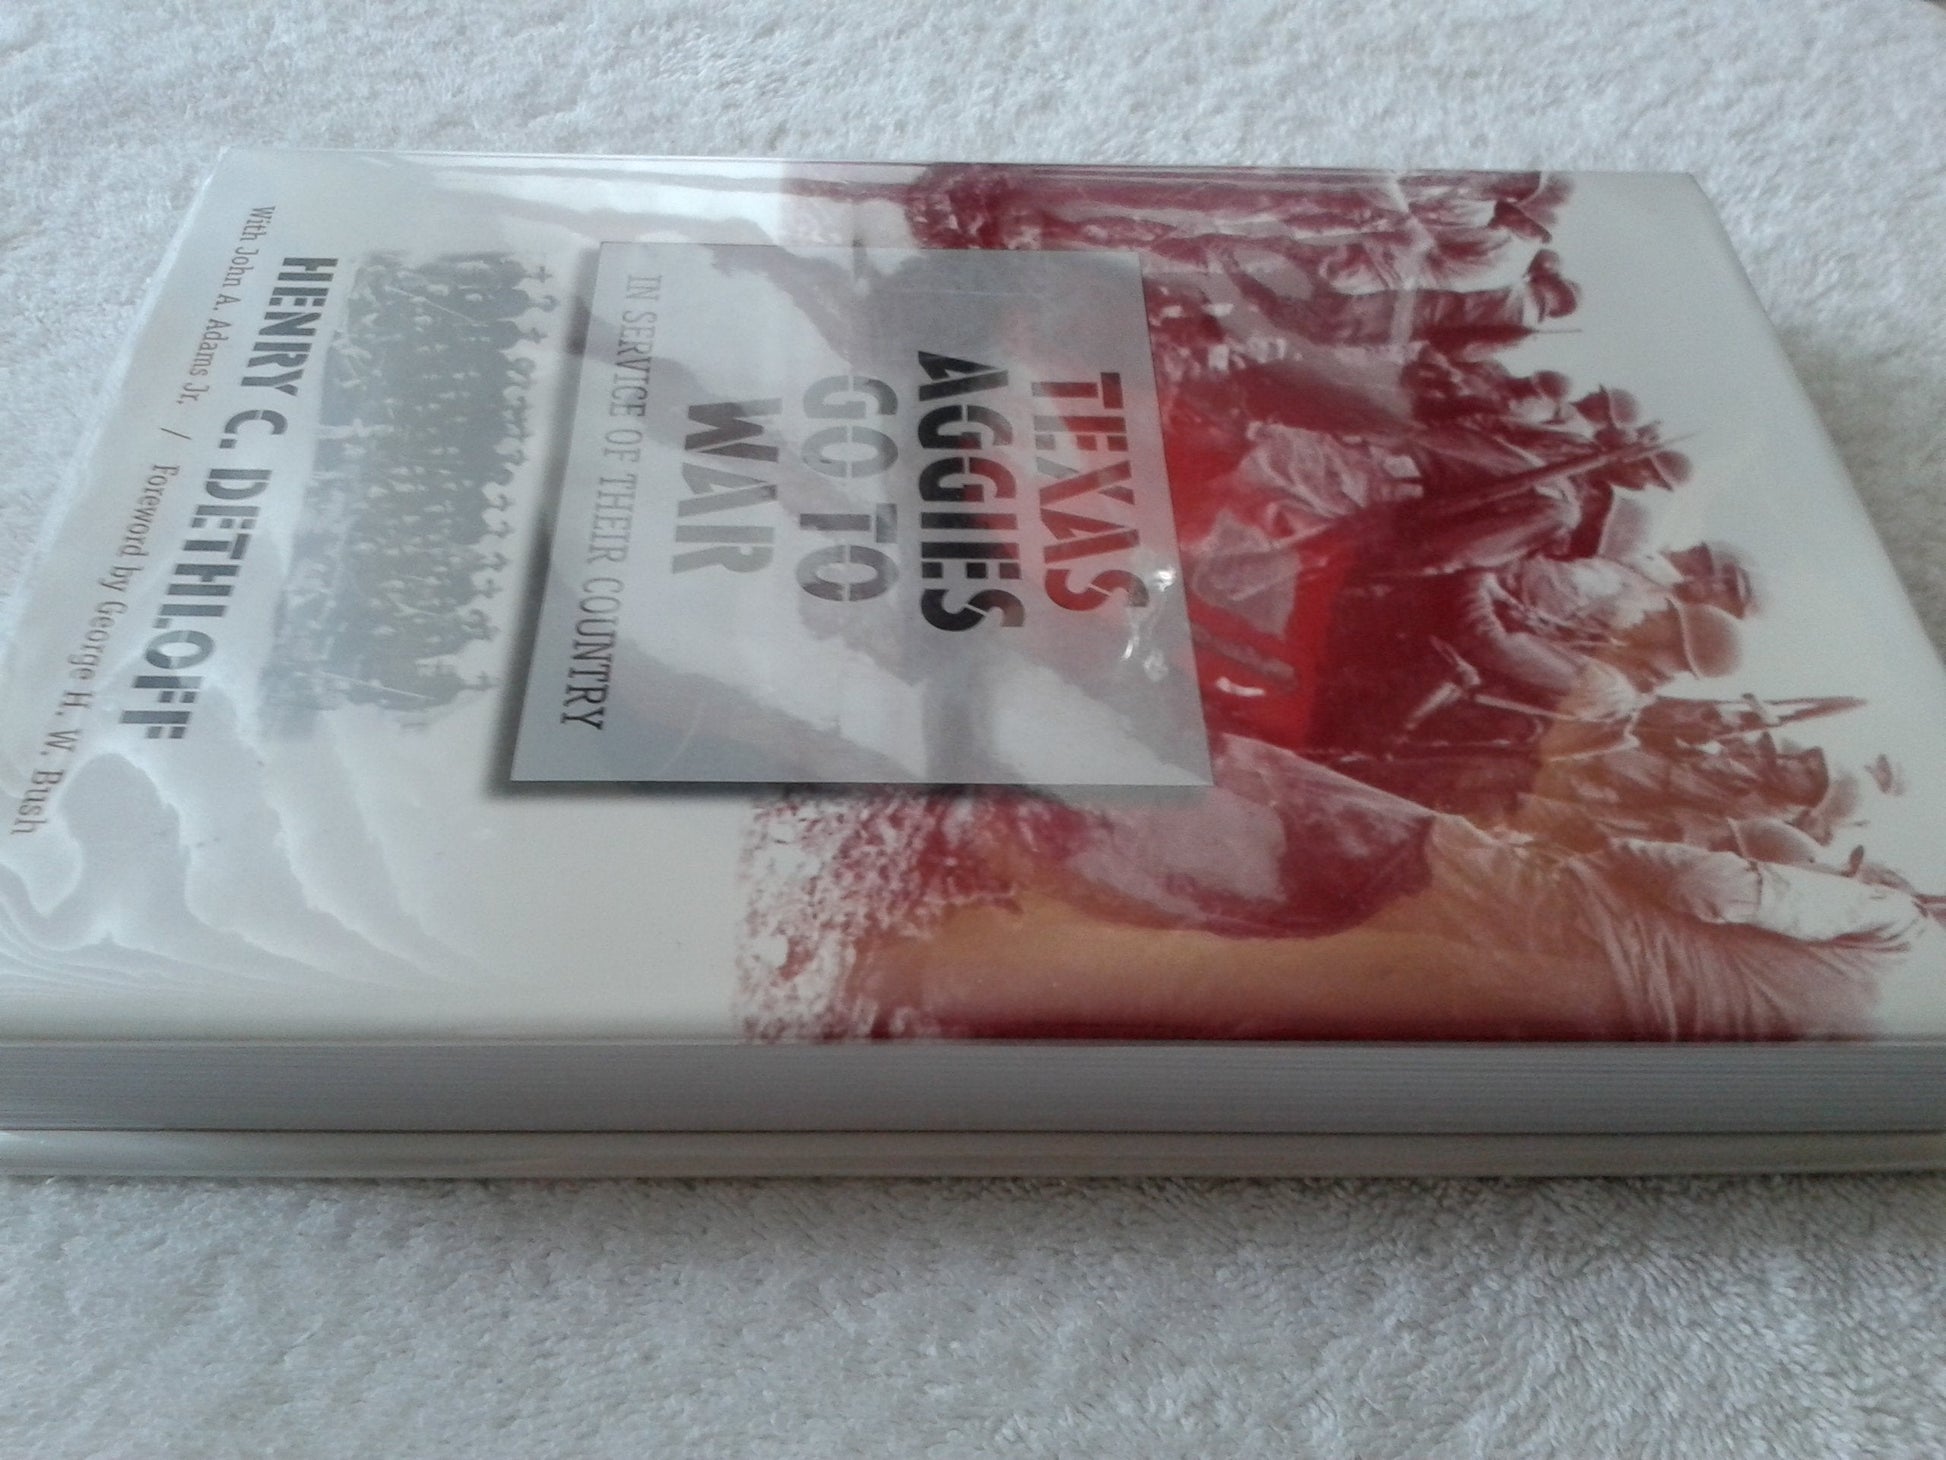 TEXAS
AGGIES
GO TO
WAR
IN SERVICE OF THEIR COUNTRY
HENRY C. DETHLOFF
With John A. Adams Jr. / Foreword by George H. W. Bush